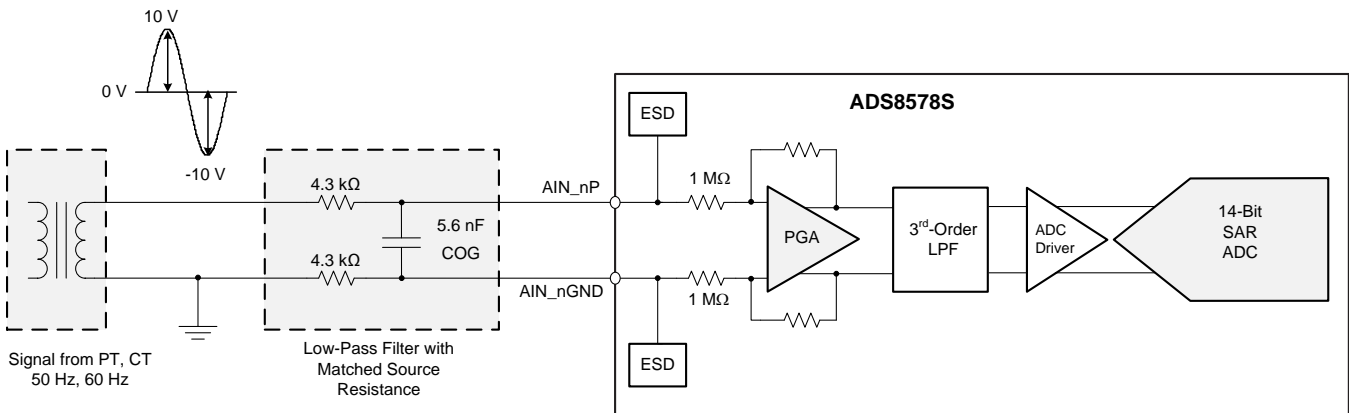 10 V
0 V
-10 V
Signal from PT, CT
50 Hz, 60 Hz
4.3 kΩ
4.3 kΩ
5.6 nF
COG
Low-Pass Filter with
Matched Source
Resistance
AIN_nP
AIN_nGND
ADS8578S
ESD
ESD
1 MΩ
1 MΩ
PGA
3rd-Order
LPF
ADC
Driver
14-Bit
SAR
ADC